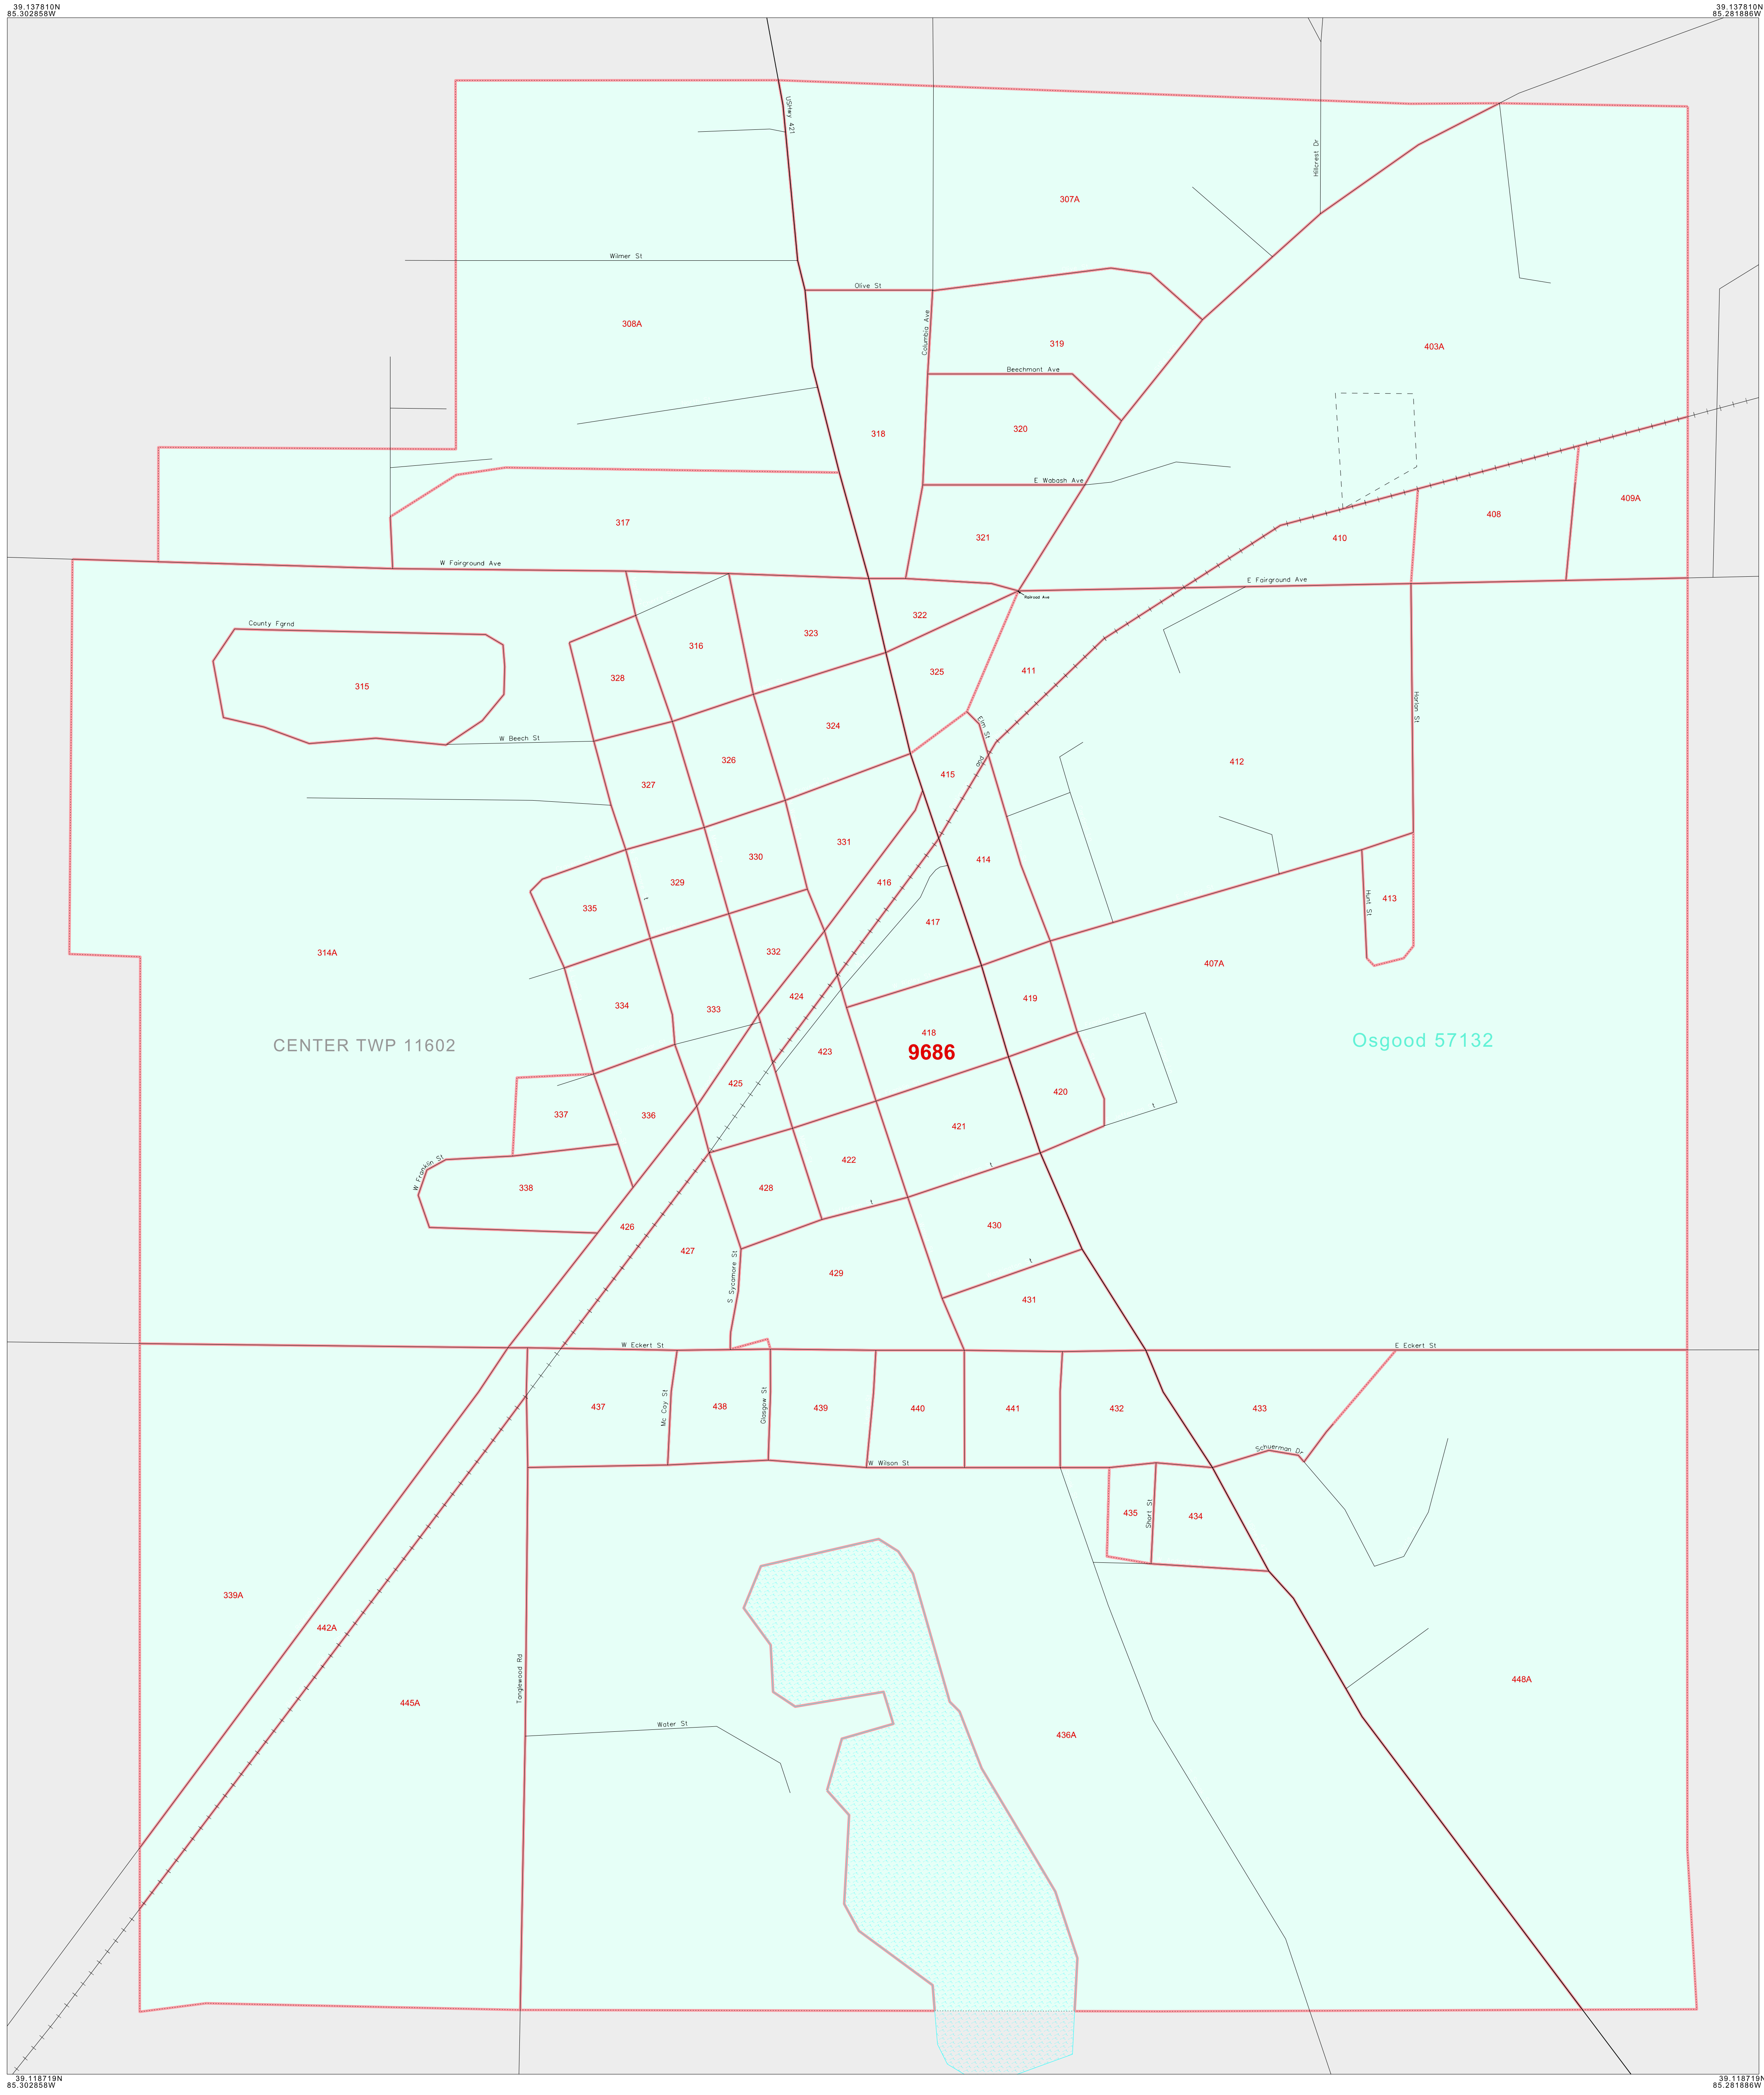 39.137810N
85.302858W
39.137810N
85.281886W
USHwy 421
Hillcrest Dr
307A
Wilmer St
Olive St
308A
Columbia Ave
319
403A
Beechmont Ave
318
320
E Wabash Ave
409A
317
408
321
410
W Fairground Ave
E Fairground Ave
Railroad Ave
322
County Fgrnd
323
316
325
411
328
315
Harlon St
324
Elm St
W Beech St
326
412
415
327
331
330
414
329
416
335
Hunt St
413
417
314A
332
407A
424
419
334
333
418
CENTER TWP 11602
9686
423
Osgood 57132
425
420
337
336
421
t
422
W Franklin St
338
428
t
t
426
430
427
429
S Sycamore St
t
431
W Eckert St
E Eckert St
437
Mc Coy St
438
Glasgow St
439
440
441
432
433
Schuerman Dr
W Wilson St
435
Short St
434
339A
442A
Tanglewood Rd
445A
448A
Water St
436A
39.118719N
85.302858W
39.118719N
85.281886W